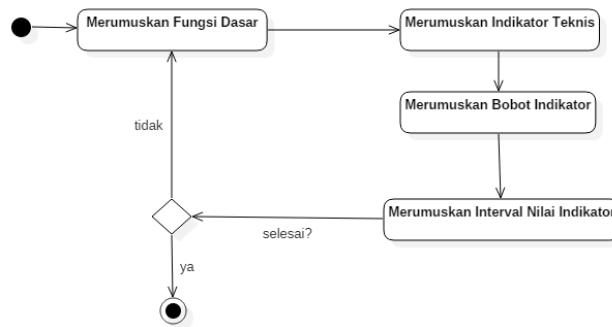 Merumuskan Fungsi Dasar
Merumuskan Indikator Teknis
Merumuskan Bobot Indikator
tidak
Merumuskan Interval Nilai Indikator
selesai?
ya